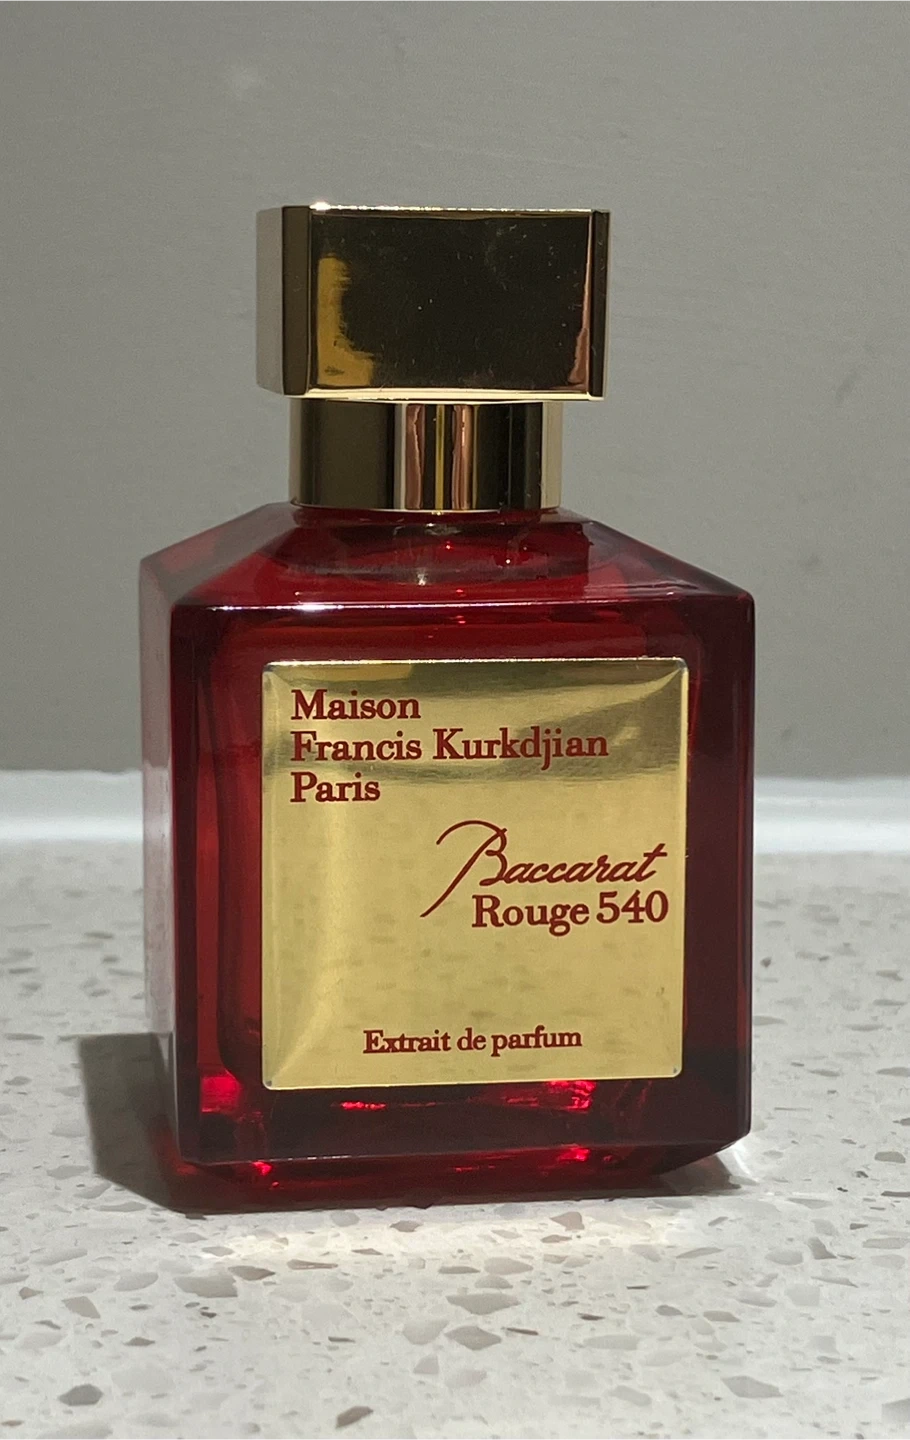 Maison
Francis Kurkdjian
Paris
Baccarat
Rouge 540
Extrait de parfum